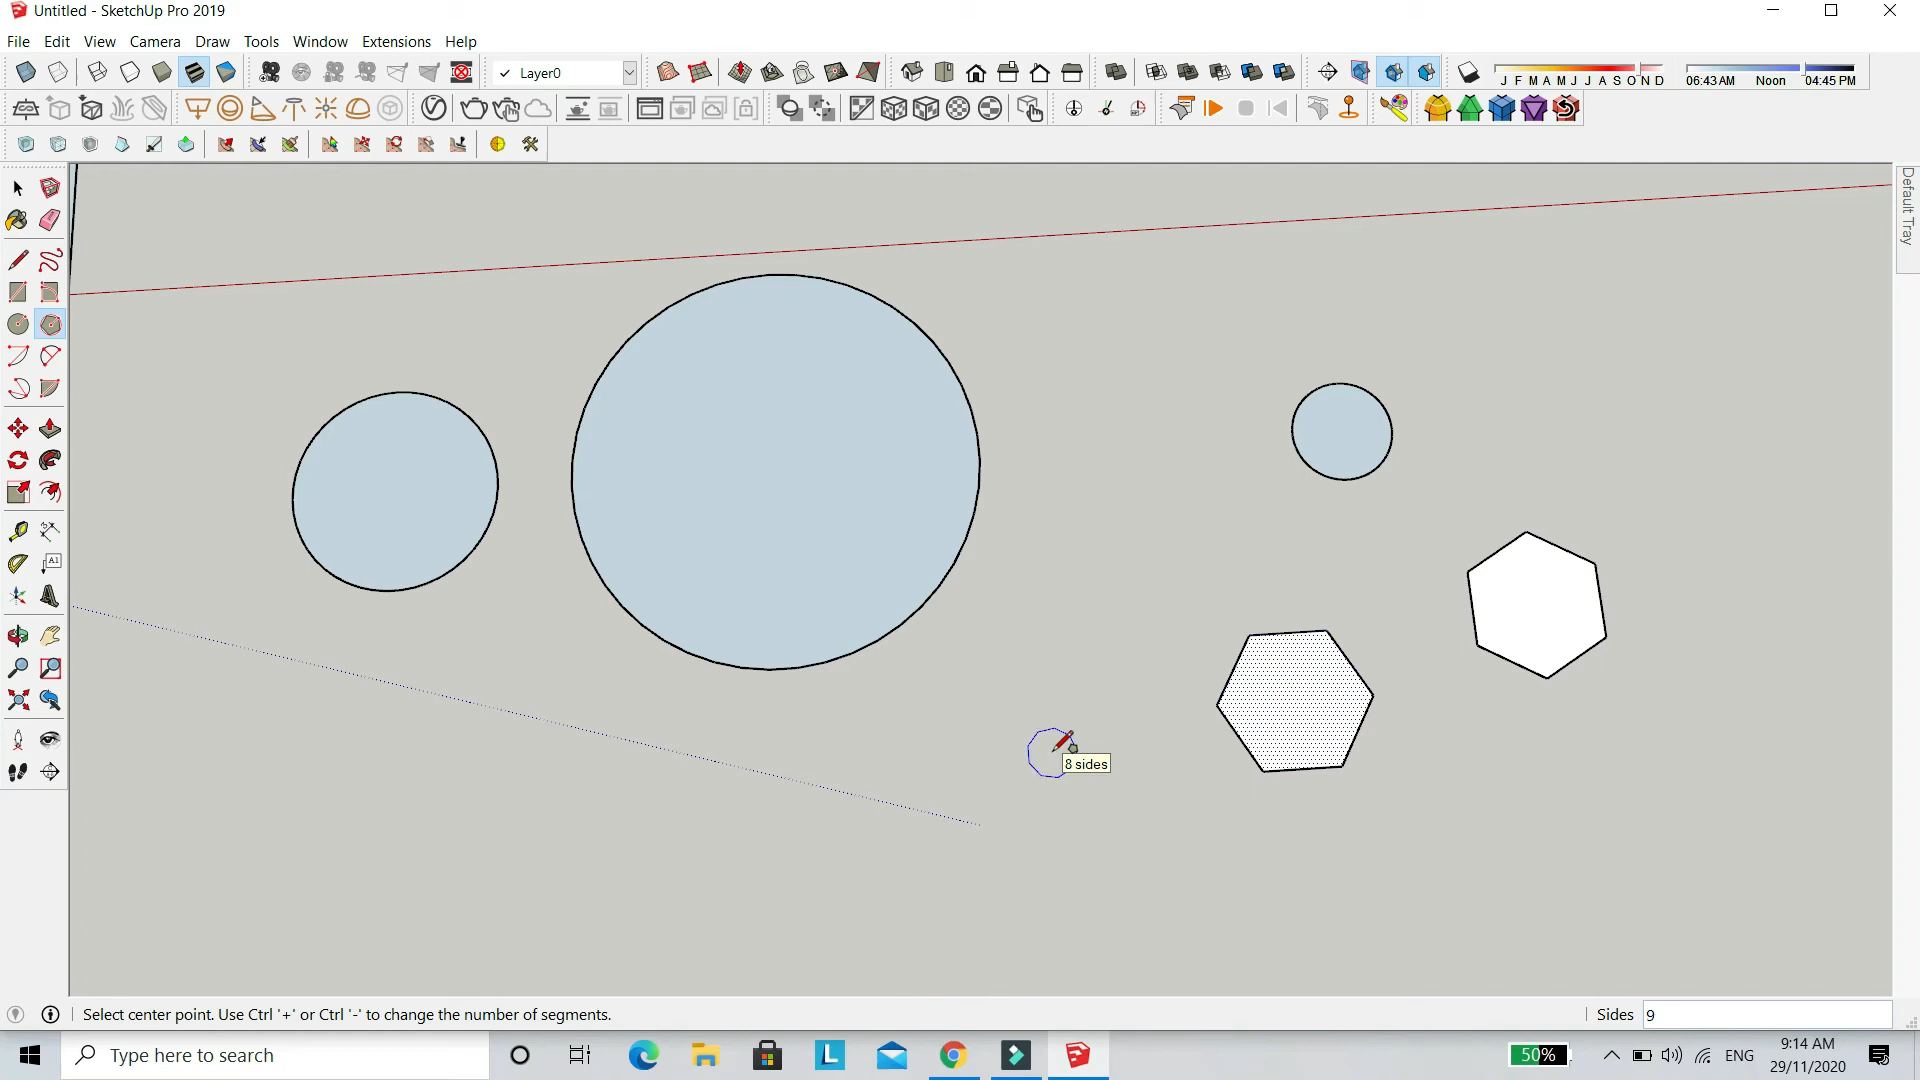 Untitled - SketchUp Pro 2019
File Edit View Camera Draw Tools Window Extensions Help
Layer0
J F M A M J J A S O N D
06:43 AM Noon 04:45 PM
Default Tray
A1
8 sides
Select center point. Use Ctrl '+' or Ctrl '-' to change the number of segments.
Sides 9
Type here to search
L
50%
ENG
9:14 AM
29/11/2020